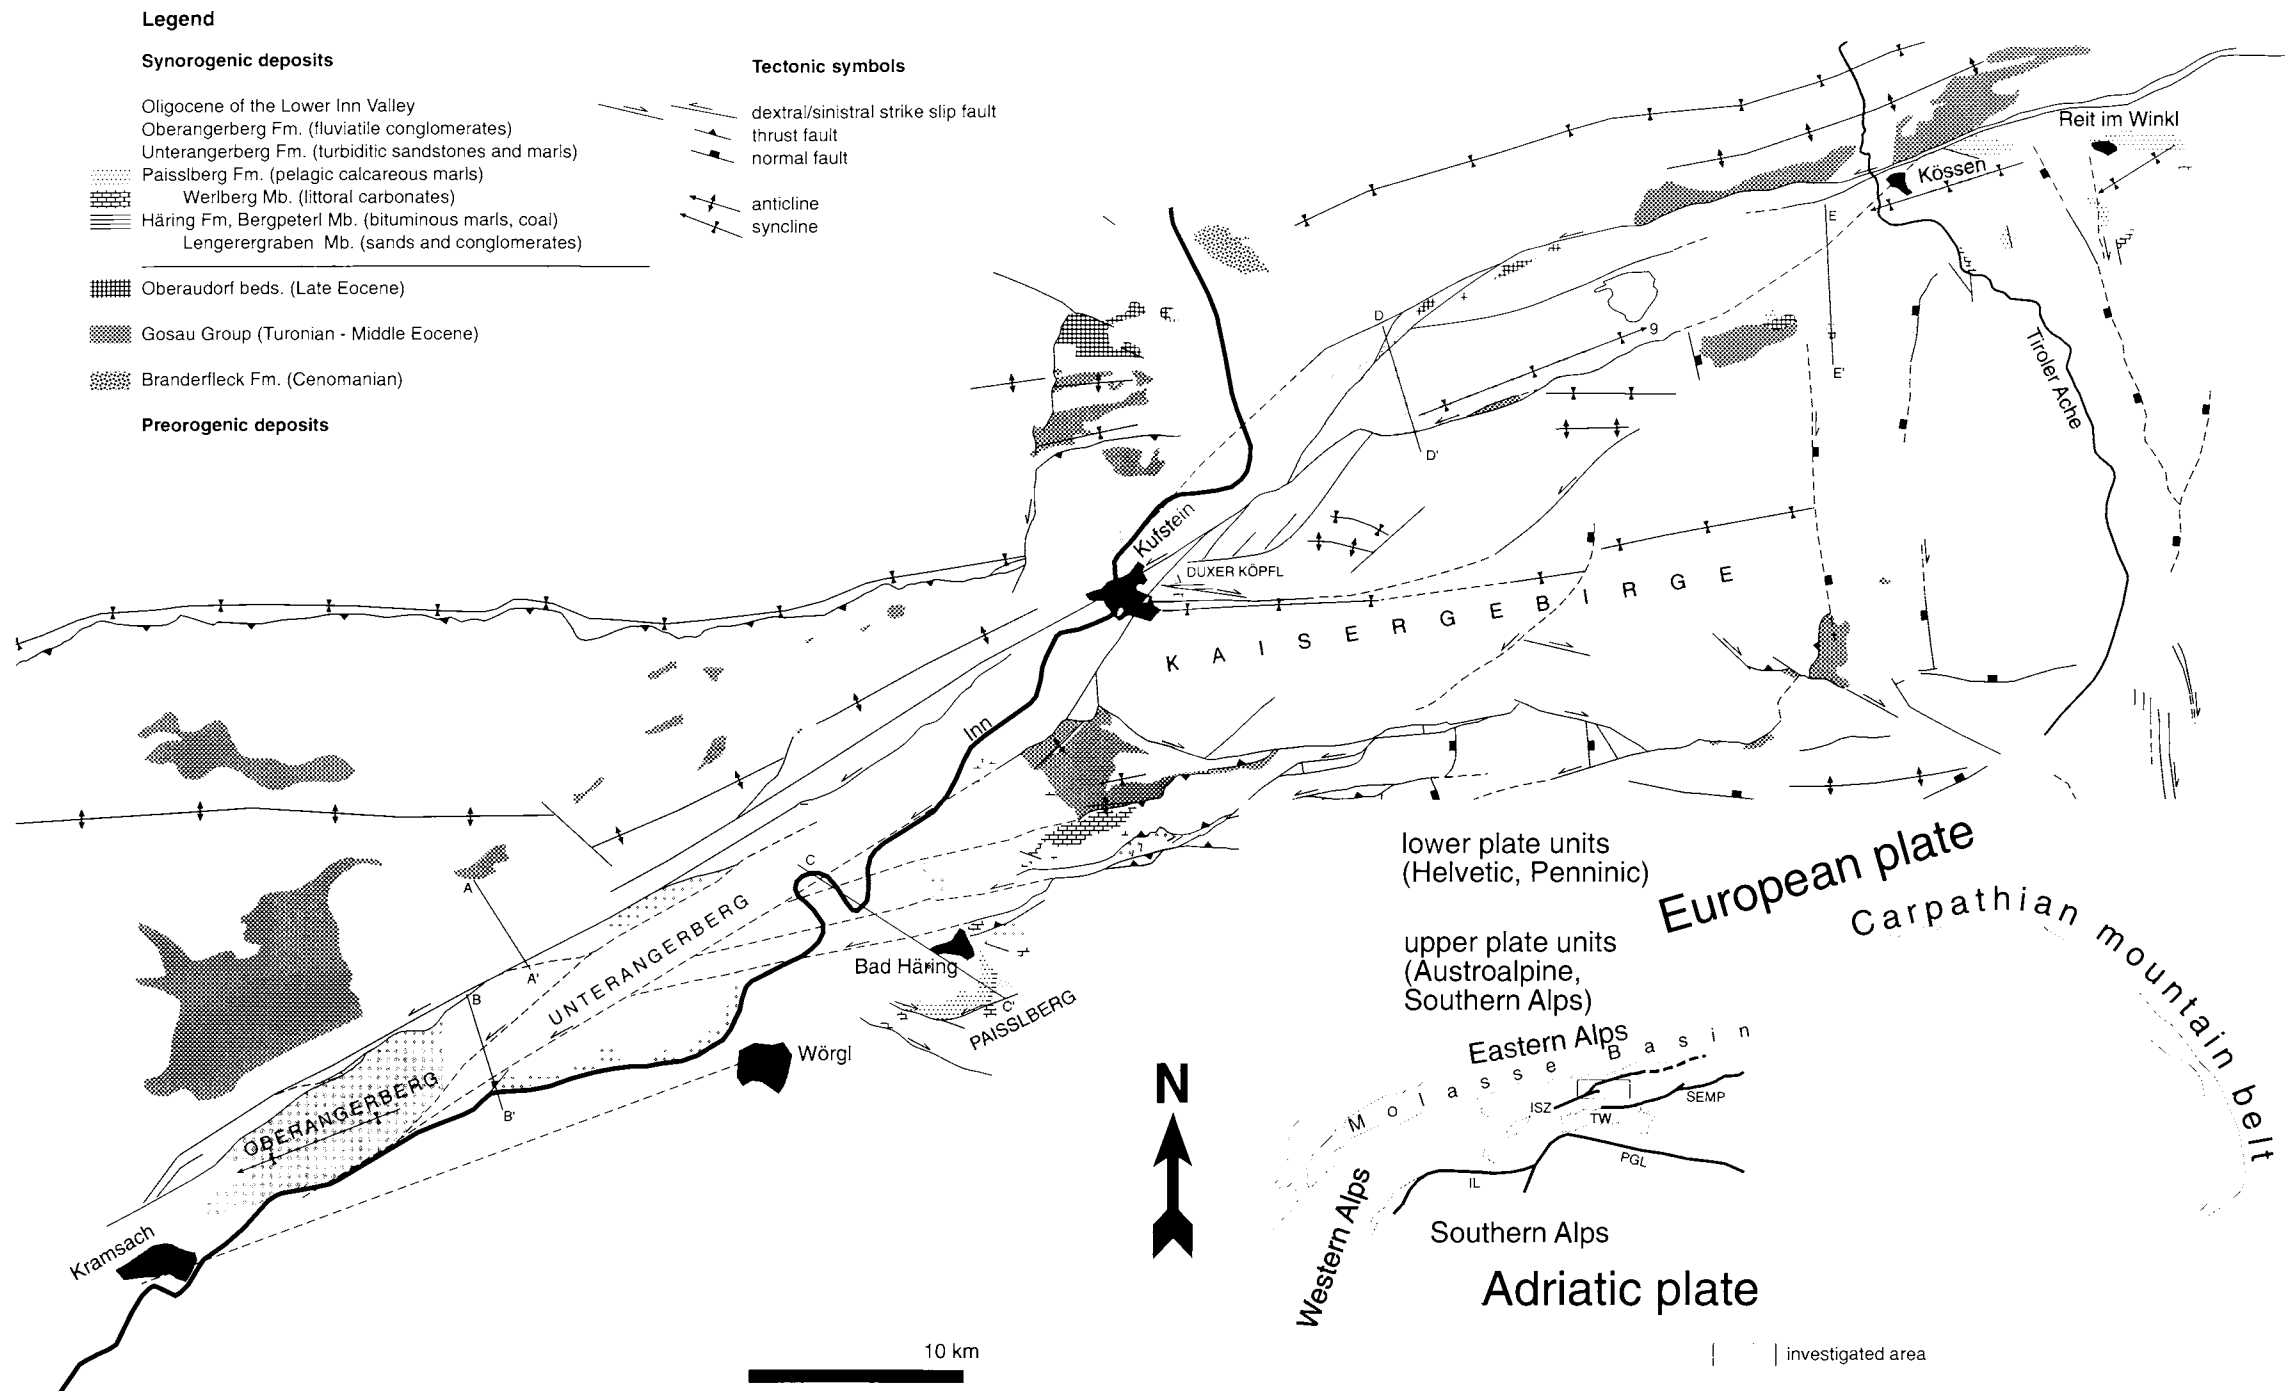 Legend
Synorogenic deposits
Oligocene of the Lower Inn Valley
Oberangerberg Fm. (fluviatile conglomerates)
Unterangerberg Fm. (turbiditic sandstones and marls)
Paisslberg Fm. (pelagic calcareous marls)
Werlberg Mb. (littoral carbonates)
Häring Fm, Bergpeterl Mb. (bituminous marls, coal)
Lengerergraben Mb. (sands and conglomerates)
Oberaudorf beds. (Late Eocene)
Gosau Group (Turonian - Middle Eocene)
Branderfleck Fm. (Cenomanian)
Preorogenic deposits
Tectonic symbols
dextral/sinistral strike slip fault
thrust fault
normal fault
anticline
syncline
Reit im Winkl
Kössen
E
E'
D
D'
9
Tiroler Ache
Kufstein
DUXER KÖPFL
KAISERGEBIRGE
Inn
C
C'
A
A'
B
B'
UNTERANGERBERG
OBERANGERBERG
Bad Häring
PAISSLBERG
Wörgl
Kramsach
N
10 km
lower plate units
(Helvetic, Penninic)
upper plate units
(Austroalpine,
Southern Alps)
European plate
Carpathian mountain belt
Eastern Alps
Molasse Basin
ISZ
TW
SEMP
PGL
IL
Western Alps
Southern Alps
Adriatic plate
investigated area